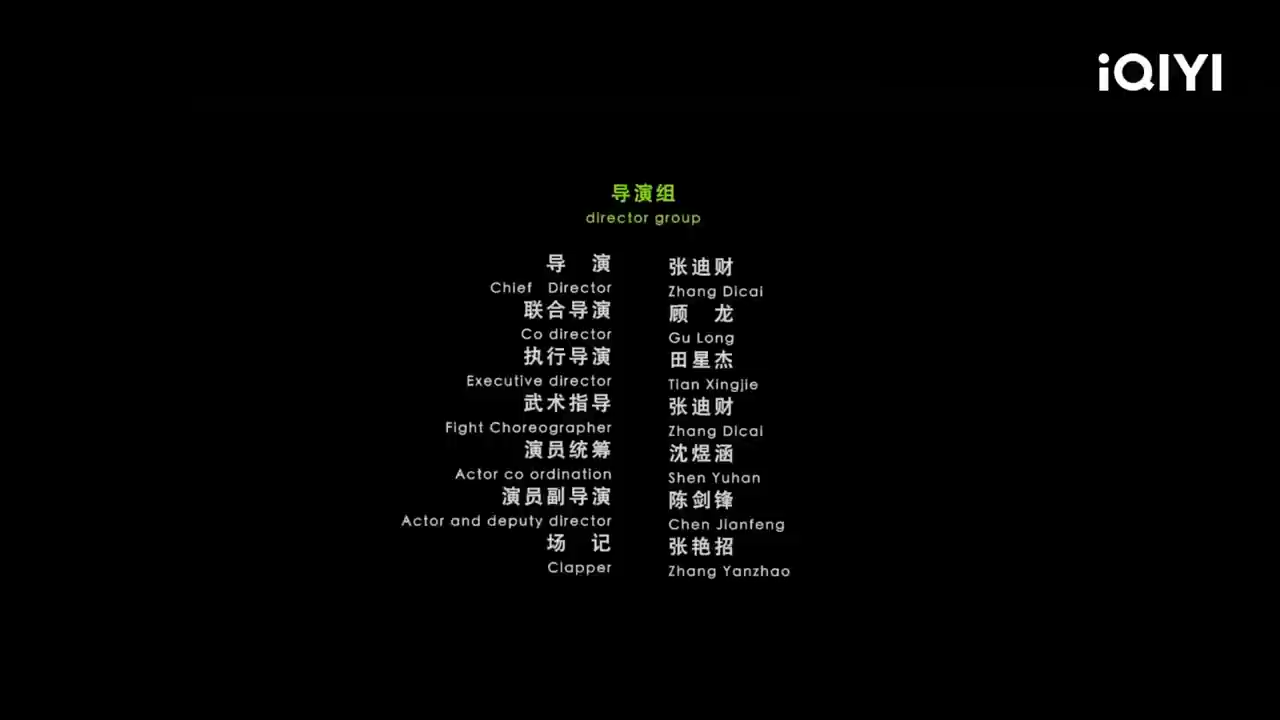 iQIYI
导演组
director group
导 演 张迪财
Chief Director Zhang Dicai
联合导演 顾 龙
Co director Gu Long
执行导演 田星杰
Executive director Tian Xingjie
武术指导 张迪财
Fight Choreographer Zhang Dicai
演员统筹 沈煜涵
Actor co ordination Shen Yuhan
演员副导演 陈剑锋
Actor and deputy director Chen Jianfeng
场 记 张艳招
Clapper Zhang Yanzhao